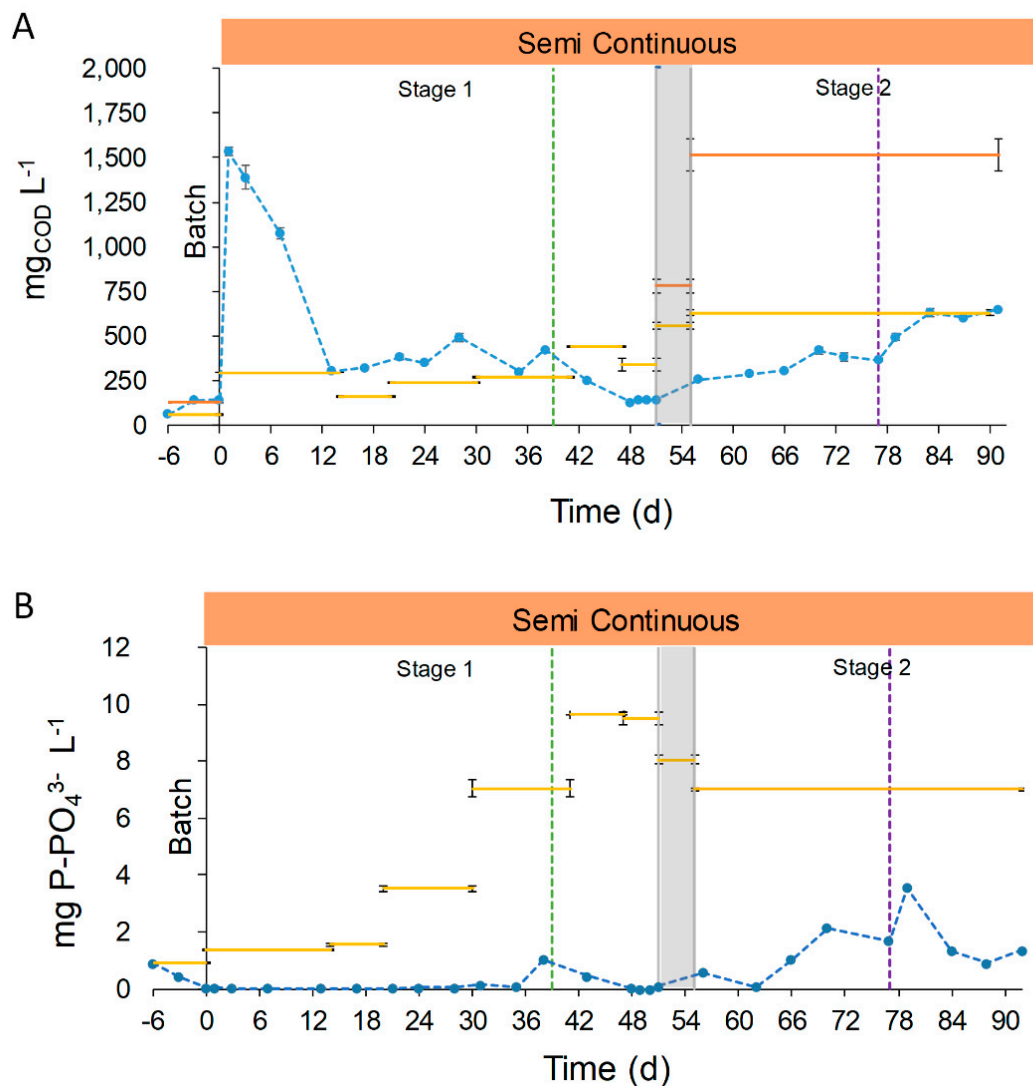 A
Semi Continuous
2,000
1,750
1,500
1,250
1,000
750
500
250
0
mg_COD L⁻¹
Batch
Stage 1
Stage 2
-6 0 6 12 18 24 30 36 42 48 54 60 66 72 78 84 90
Time (d)
B
Semi Continuous
12
10
8
6
4
2
0
mg P-PO₄³⁻ L⁻¹
Batch
Stage 1
Stage 2
-6 0 6 12 18 24 30 36 42 48 54 60 66 72 78 84 90
Time (d)